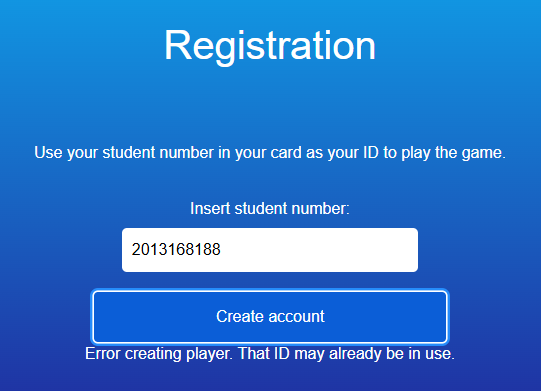 Registration
Use your student number in your card as your ID to play the game.
Insert student number:
2013168188
Create account
Error creating player. That ID may already be in use.